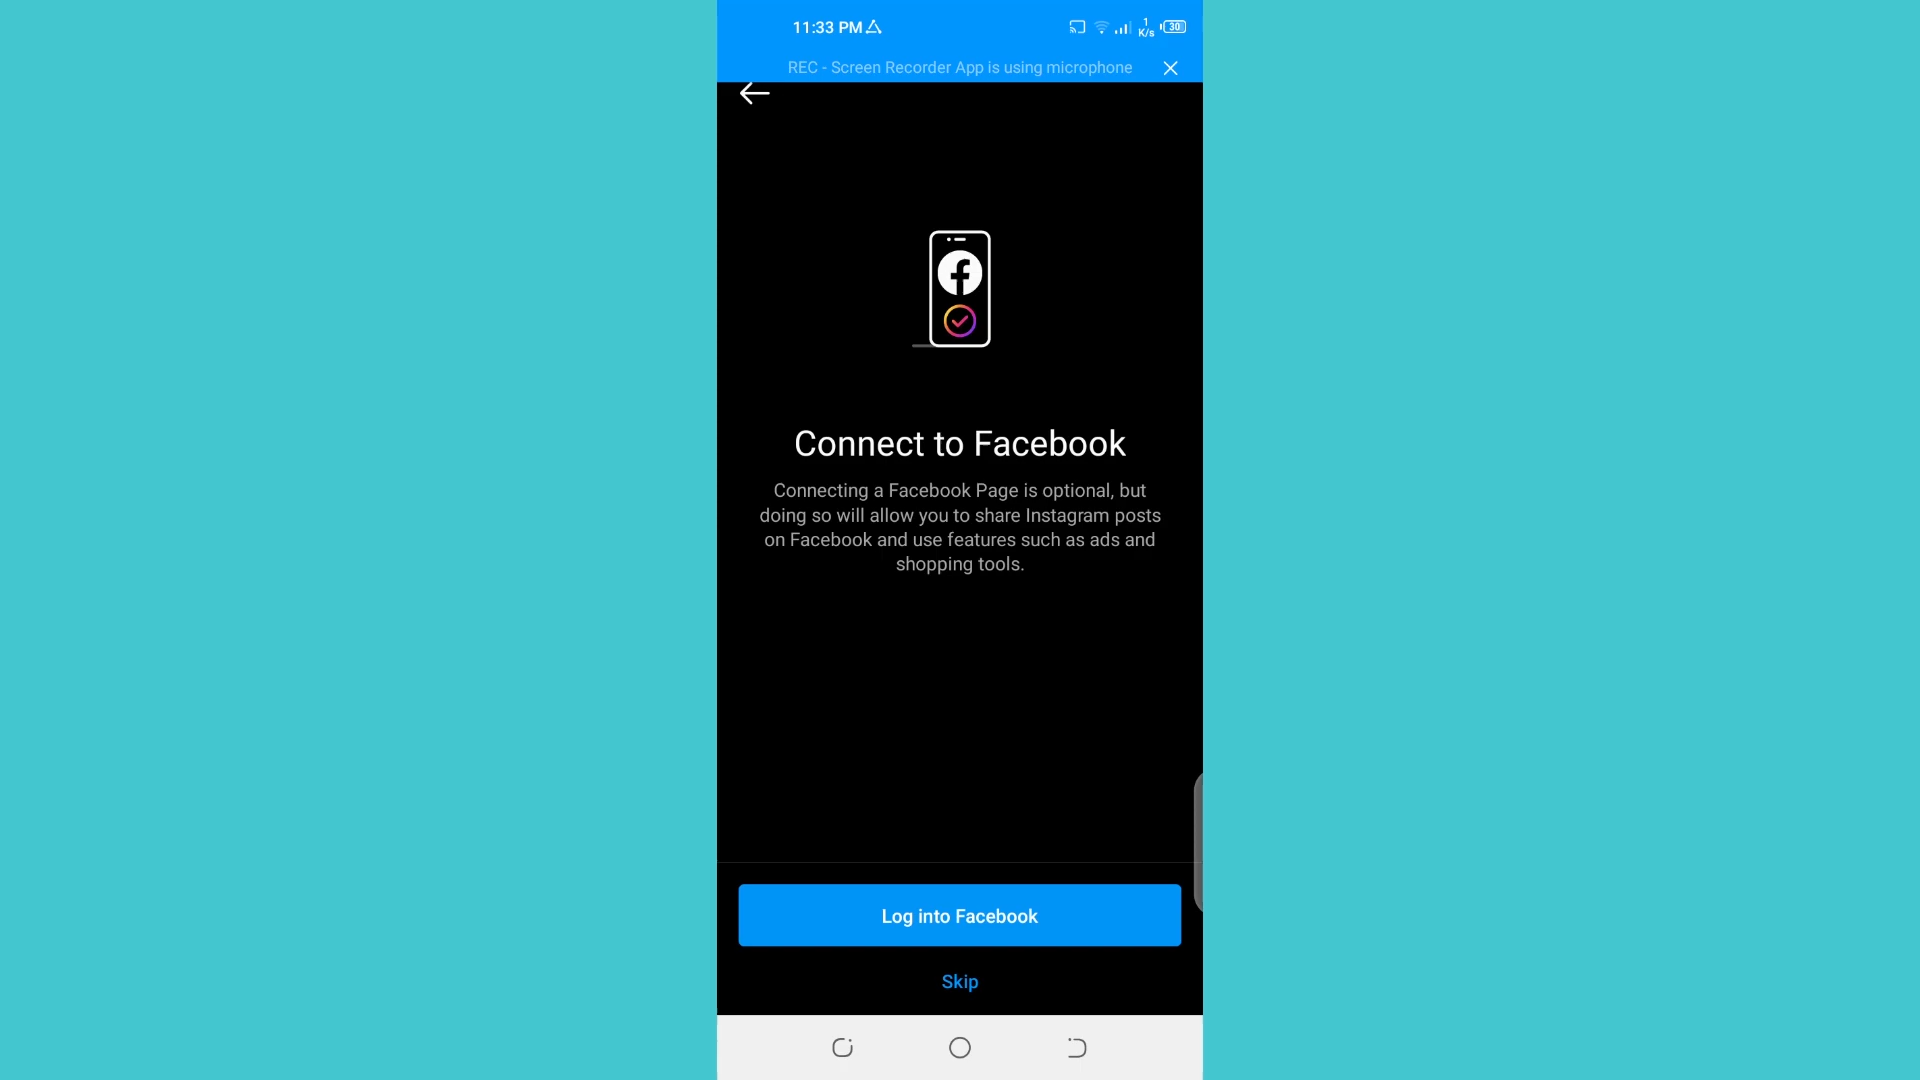 11:33 PM
1
K/s
30
REC - Screen Recorder App is using microphone
Connect to Facebook
Connecting a Facebook Page is optional, but
doing so will allow you to share Instagram posts
on Facebook and use features such as ads and
shopping tools.
Log into Facebook
Skip